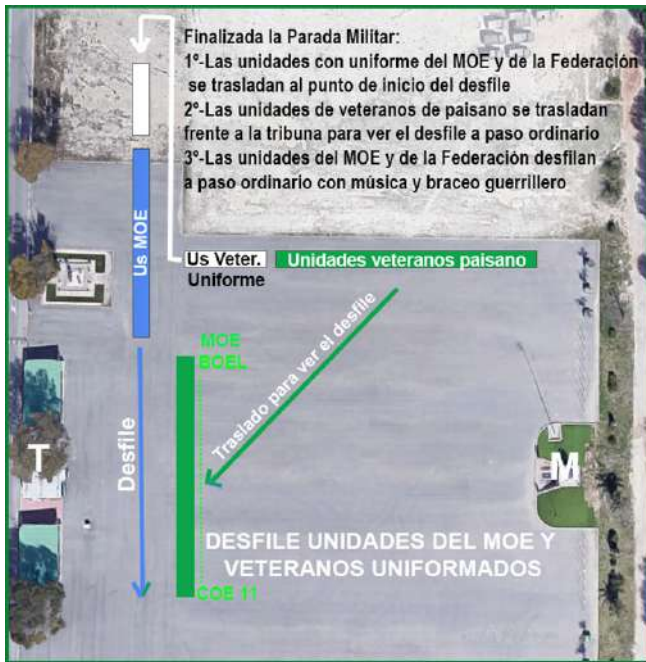 Finalizada la Parada Militar:
1º-Las unidades con uniforme del MOE y de la Federación
se trasladan al punto de inicio del desfile
2º-Las unidades de veteranos de paisano se trasladan
frente a la tribuna para ver el desfile a paso ordinario
3º-Las unidades del MOE y de la Federación desfilan
a paso ordinario con música y braceo guerrillero
Us MOE
Us Veter.
Uniforme
Unidades veteranos paisano
MOE
BOEL
Traslado para ver el desfile
Desfile
T
M
DESFILE UNIDADES DEL MOE Y
VETERANOS UNIFORMADOS
COE 11